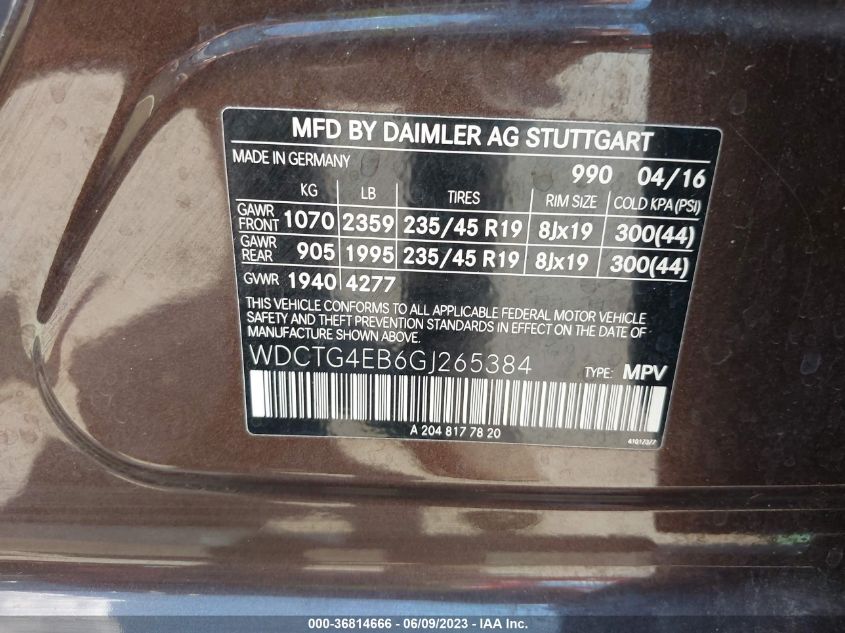 MFD BY DAIMLER AG STUTTGART
MADE IN GERMANY 990 04/16
KG LB TIRES RIM SIZE COLD KPA(PSI)
GAWR FRONT 1070 2359 235/45 R19 8Jx19 300(44)
GAWR REAR 905 1995 235/45 R19 8Jx19 300(44)
GVWR 1940 4277
THIS VEHICLE CONFORMS TO ALL APPLICABLE FEDERAL MOTOR VEHICLE
SAFETY AND THEFT PREVENTION STANDARDS IN EFFECT ON THE DATE OF
MANUFACTURE SHOWN ABOVE.
WDCTG4EB6GJ265384 TYPE: MPV
A 204 817 78 20
000-36814666 - 06/09/2023 - IAAI.com